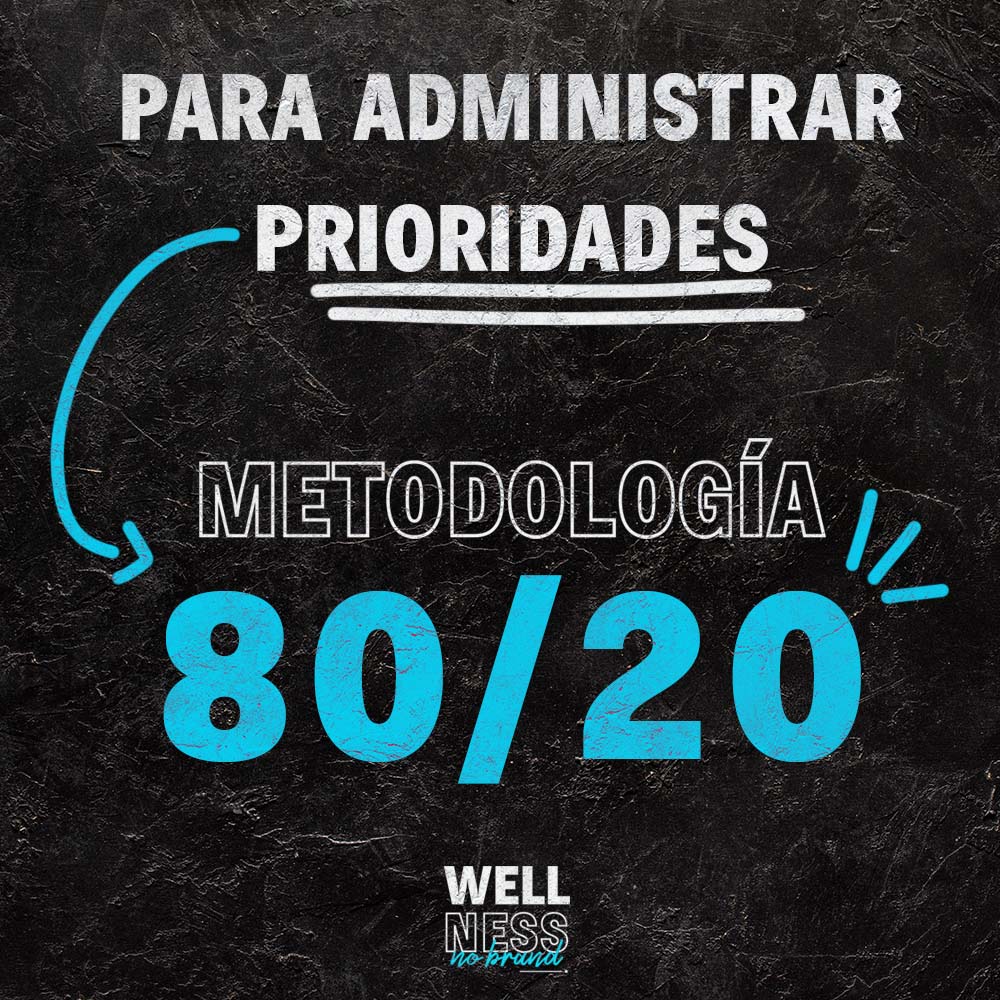 PARA ADMINISTRAR
PRIORIDADES
METODOLOGÍA
80/20
WELL
NESS
no brand